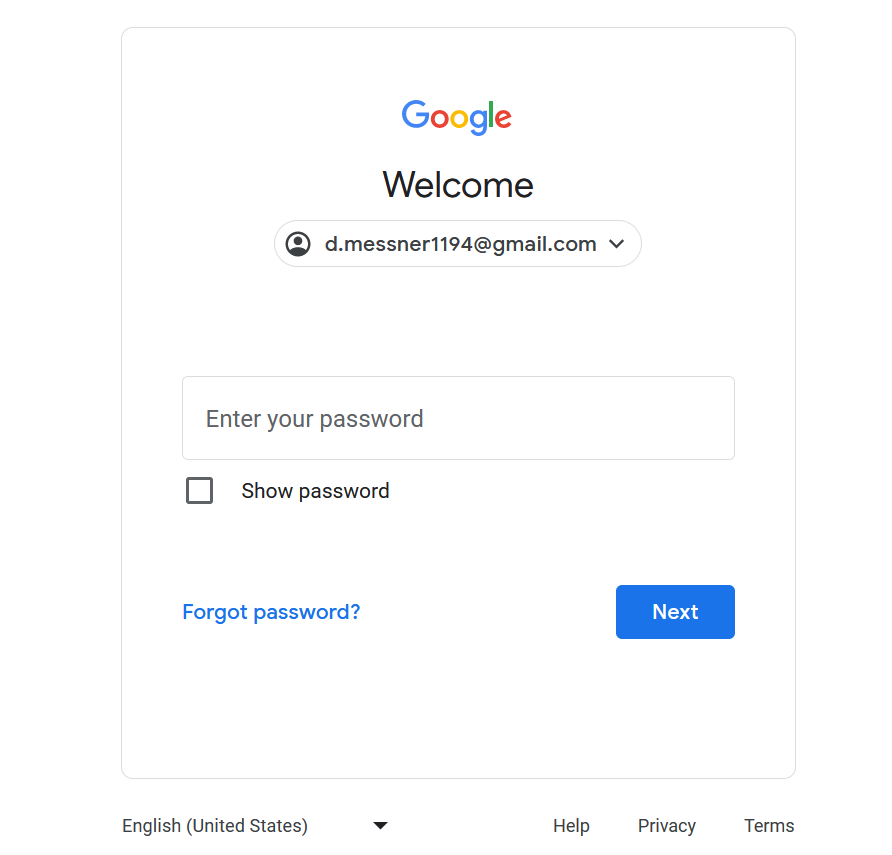 Google
Welcome
d.messner1194@gmail.com
Enter your password
Show password
Forgot password?
Next
English (United States)
Help
Privacy
Terms